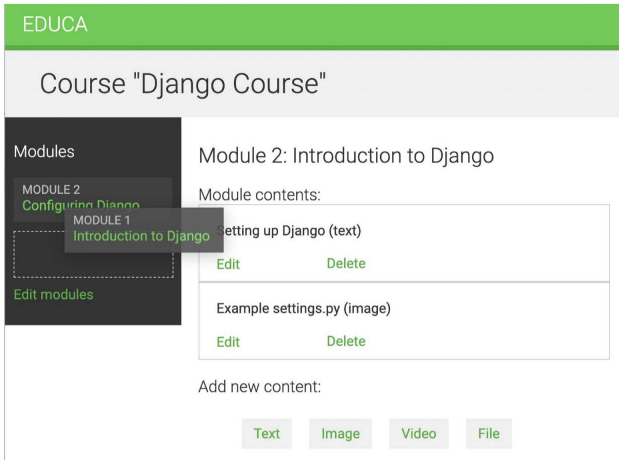 EDUCA
Course "Django Course"
Modules
MODULE 2
Configuring Django
MODULE 1
Introduction to Django
Edit modules
Module 2: Introduction to Django
Module contents:
Setting up Django (text)
Edit Delete
Example settings.py (image)
Edit Delete
Add new content:
Text Image Video File